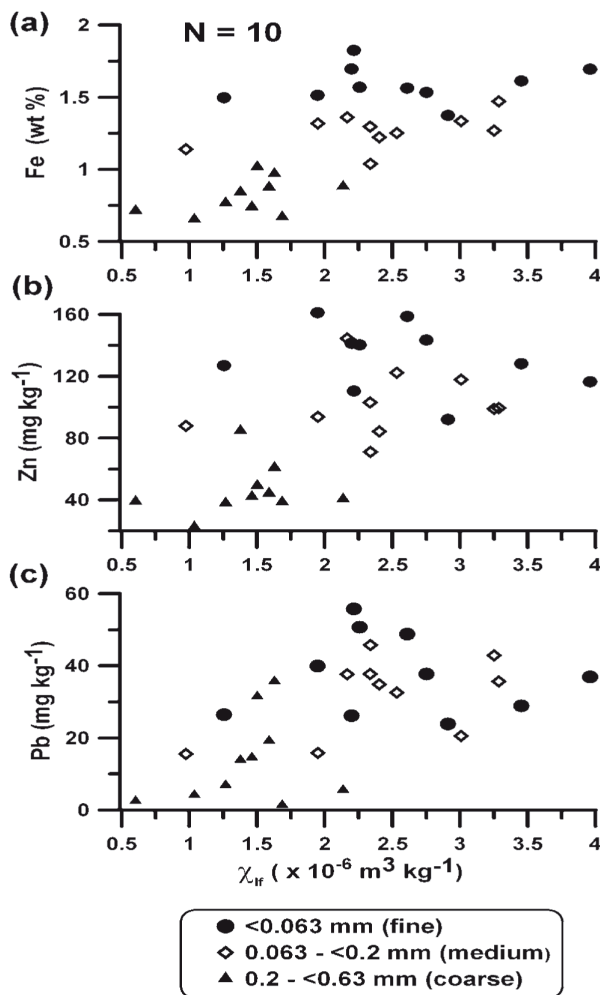 (a)
N = 10
2
1.5
1
0.5
Fe (wt %)
0.5 1 1.5 2 2.5 3 3.5 4
(b)
160
120
80
40
Zn (mg kg⁻¹)
0.5 1 1.5 2 2.5 3 3.5 4
(c)
60
40
20
0
Pb (mg kg⁻¹)
0.5 1 1.5 2 2.5 3 3.5 4
χlf ( x 10⁻⁶ m³ kg⁻¹)
<0.063 mm (fine)
0.063 - <0.2 mm (medium)
0.2 - <0.63 mm (coarse)